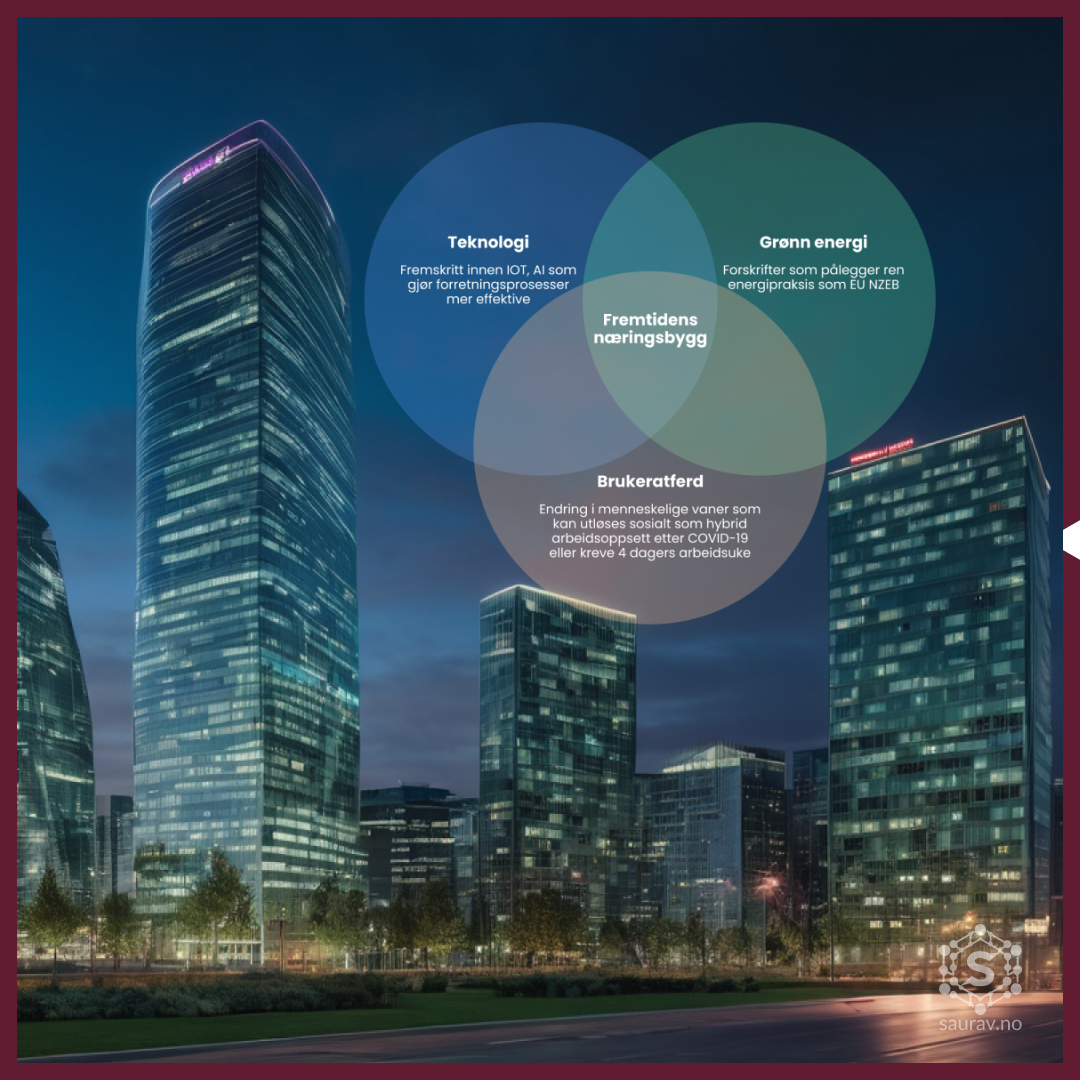 Teknologi
Fremskritt innen IOT, AI som
gjør forretningsprosesser
mer effektive
Grønn energi
Forskrifter som pålegger ren
energipraksis som EU NZEB
Fremtidens
næringsbygg
Brukeratferd
Endring i menneskelige vaner som
kan utløses sosialt som hybrid
arbeidsoppsett etter COVID-19
eller kreve 4 dagers arbeidsuke
S
saurav.no